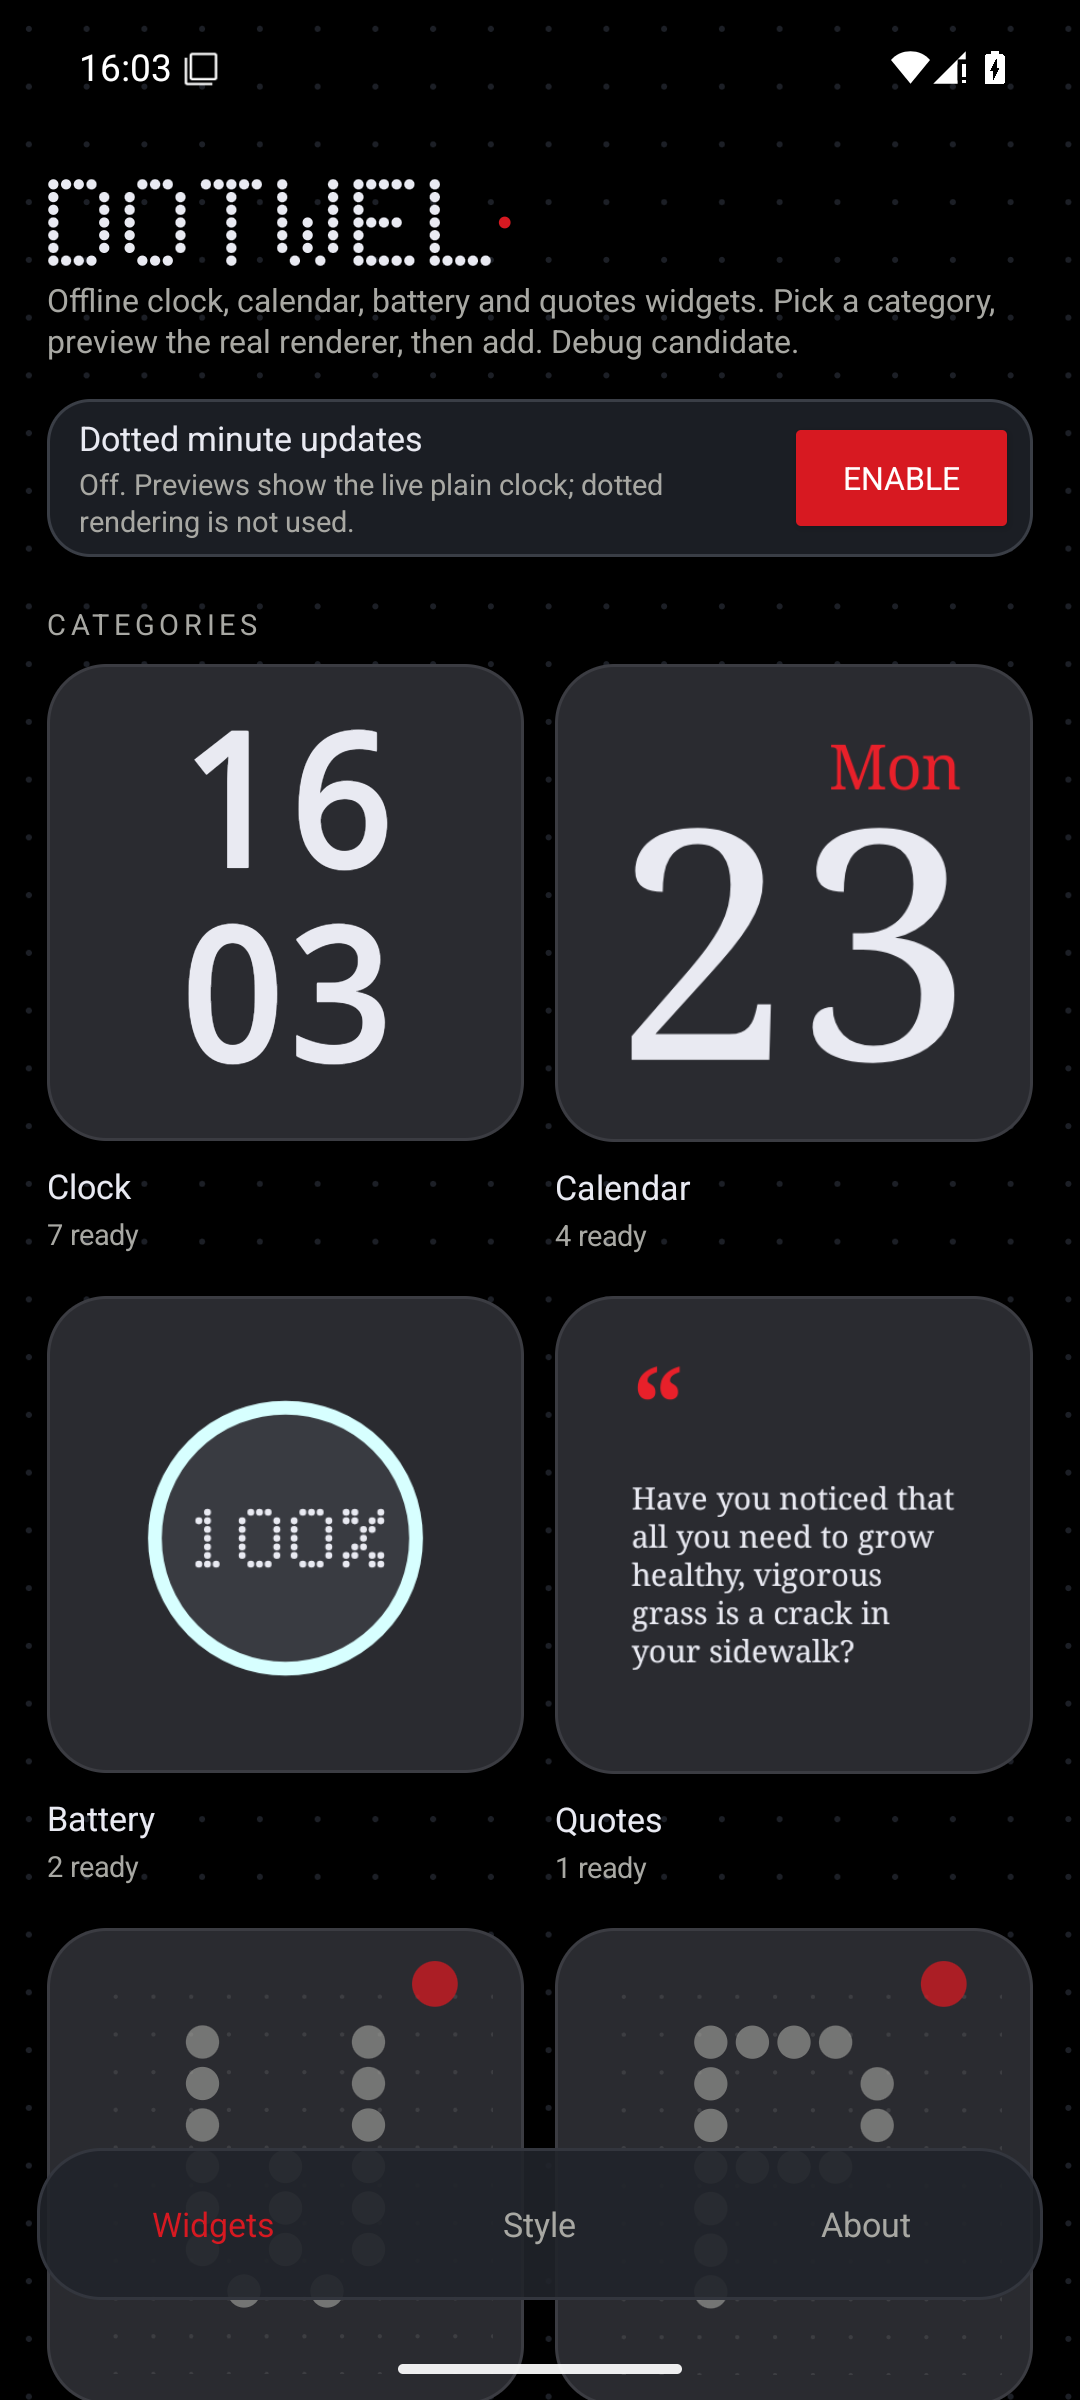 16:03
DOTWEL.
Offline clock, calendar, battery and quotes widgets. Pick a category,
preview the real renderer, then add. Debug candidate.
Dotted minute updates
Off. Previews show the live plain clock; dotted
rendering is not used.
ENABLE
CATEGORIES
16
03
Mon
23
Clock
7 ready
Calendar
4 ready
100%
“
Have you noticed that
all you need to grow
healthy, vigorous
grass is a crack in
your sidewalk?
Battery
2 ready
Quotes
1 ready
W
P
Widgets
Style
About